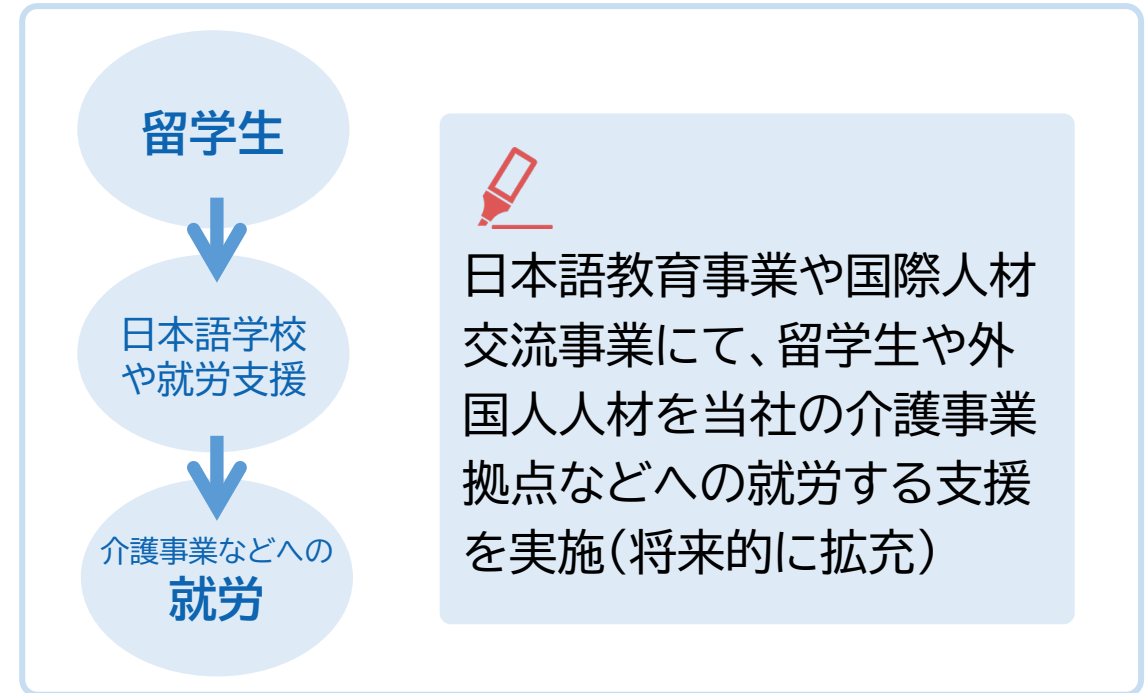 留学生
日本語学校
や就労支援
介護事業などへの
就労
日本語教育事業や国際人材
交流事業にて、留学生や外
国人人材を当社の介護事業
拠点などへの就労する支援
を実施(将来的に拡充)